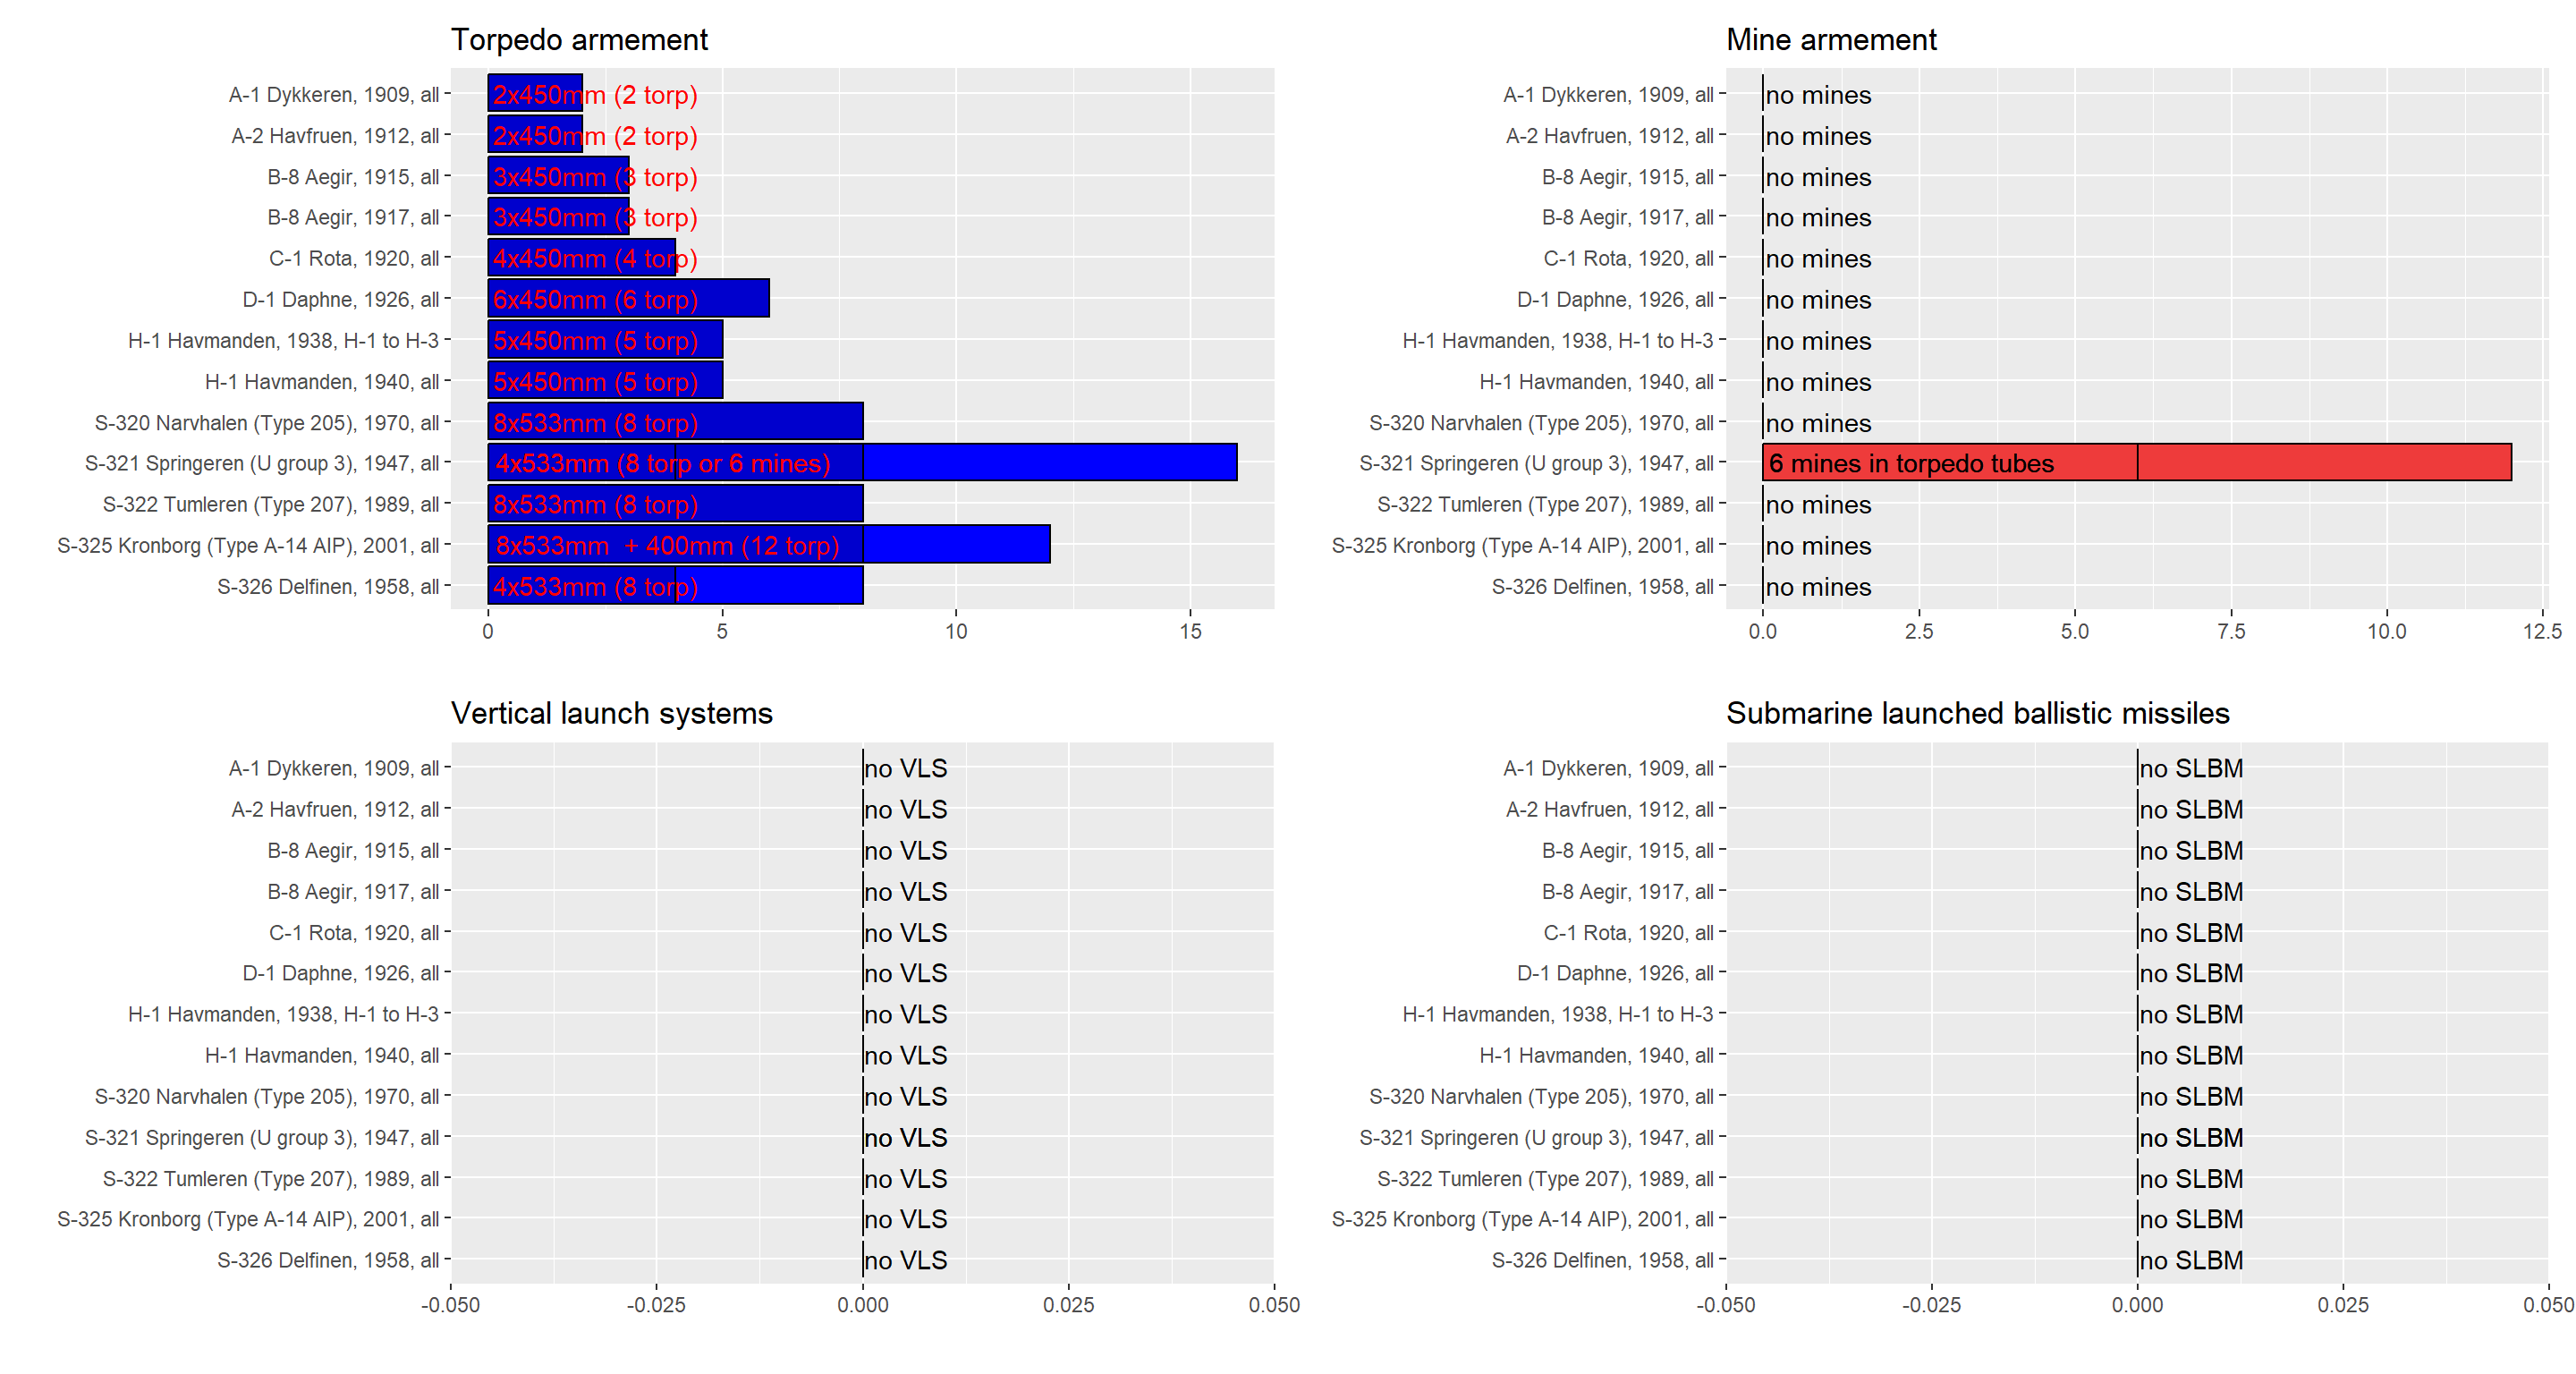 Torpedo armement
A-1 Dykkeren, 1909, all
2x450mm (2 torp)
A-2 Havfruen, 1912, all
2x450mm (2 torp)
B-8 Aegir, 1915, all
3x450mm (3 torp)
B-8 Aegir, 1917, all
3x450mm (3 torp)
C-1 Rota, 1920, all
4x450mm (4 torp)
D-1 Daphne, 1926, all
6x450mm (6 torp)
H-1 Havmanden, 1938, H-1 to H-3
5x450mm (5 torp)
H-1 Havmanden, 1940, all
5x450mm (5 torp)
S-320 Narvhalen (Type 205), 1970, all
8x533mm (8 torp)
S-321 Springeren (U group 3), 1947, all
4x533mm (8 torp or 6 mines)
S-322 Tumleren (Type 207), 1989, all
8x533mm (8 torp)
S-325 Kronborg (Type A-14 AIP), 2001, all
8x533mm  + 400mm (12 torp)
S-326 Delfinen, 1958, all
4x533mm (8 torp)
0 5 10 15
Mine armement
A-1 Dykkeren, 1909, all
no mines
A-2 Havfruen, 1912, all
no mines
B-8 Aegir, 1915, all
no mines
B-8 Aegir, 1917, all
no mines
C-1 Rota, 1920, all
no mines
D-1 Daphne, 1926, all
no mines
H-1 Havmanden, 1938, H-1 to H-3
no mines
H-1 Havmanden, 1940, all
no mines
S-320 Narvhalen (Type 205), 1970, all
no mines
S-321 Springeren (U group 3), 1947, all
6 mines in torpedo tubes
S-322 Tumleren (Type 207), 1989, all
no mines
S-325 Kronborg (Type A-14 AIP), 2001, all
no mines
S-326 Delfinen, 1958, all
no mines
0.0 2.5 5.0 7.5 10.0 12.5
Vertical launch systems
A-1 Dykkeren, 1909, all
no VLS
A-2 Havfruen, 1912, all
no VLS
B-8 Aegir, 1915, all
no VLS
B-8 Aegir, 1917, all
no VLS
C-1 Rota, 1920, all
no VLS
D-1 Daphne, 1926, all
no VLS
H-1 Havmanden, 1938, H-1 to H-3
no VLS
H-1 Havmanden, 1940, all
no VLS
S-320 Narvhalen (Type 205), 1970, all
no VLS
S-321 Springeren (U group 3), 1947, all
no VLS
S-322 Tumleren (Type 207), 1989, all
no VLS
S-325 Kronborg (Type A-14 AIP), 2001, all
no VLS
S-326 Delfinen, 1958, all
no VLS
-0.050 -0.025 0.000 0.025 0.050
Submarine launched ballistic missiles
A-1 Dykkeren, 1909, all
no SLBM
A-2 Havfruen, 1912, all
no SLBM
B-8 Aegir, 1915, all
no SLBM
B-8 Aegir, 1917, all
no SLBM
C-1 Rota, 1920, all
no SLBM
D-1 Daphne, 1926, all
no SLBM
H-1 Havmanden, 1938, H-1 to H-3
no SLBM
H-1 Havmanden, 1940, all
no SLBM
S-320 Narvhalen (Type 205), 1970, all
no SLBM
S-321 Springeren (U group 3), 1947, all
no SLBM
S-322 Tumleren (Type 207), 1989, all
no SLBM
S-325 Kronborg (Type A-14 AIP), 2001, all
no SLBM
S-326 Delfinen, 1958, all
no SLBM
-0.050 -0.025 0.000 0.025 0.050